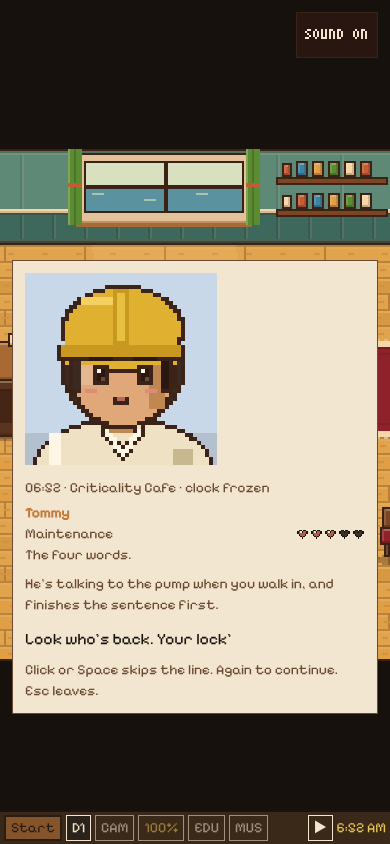 SOUND ON
06:52 · Criticality Cafe · clock frozen
Tommy
Maintenance
The four words.
He's talking to the pump when you walk in, and
finishes the sentence first.
Look who's back. Your lock'
Click or Space skips the line. Again to continue.
Esc leaves.
Start D1 CAM 100% EDU MUS 6:52 AM